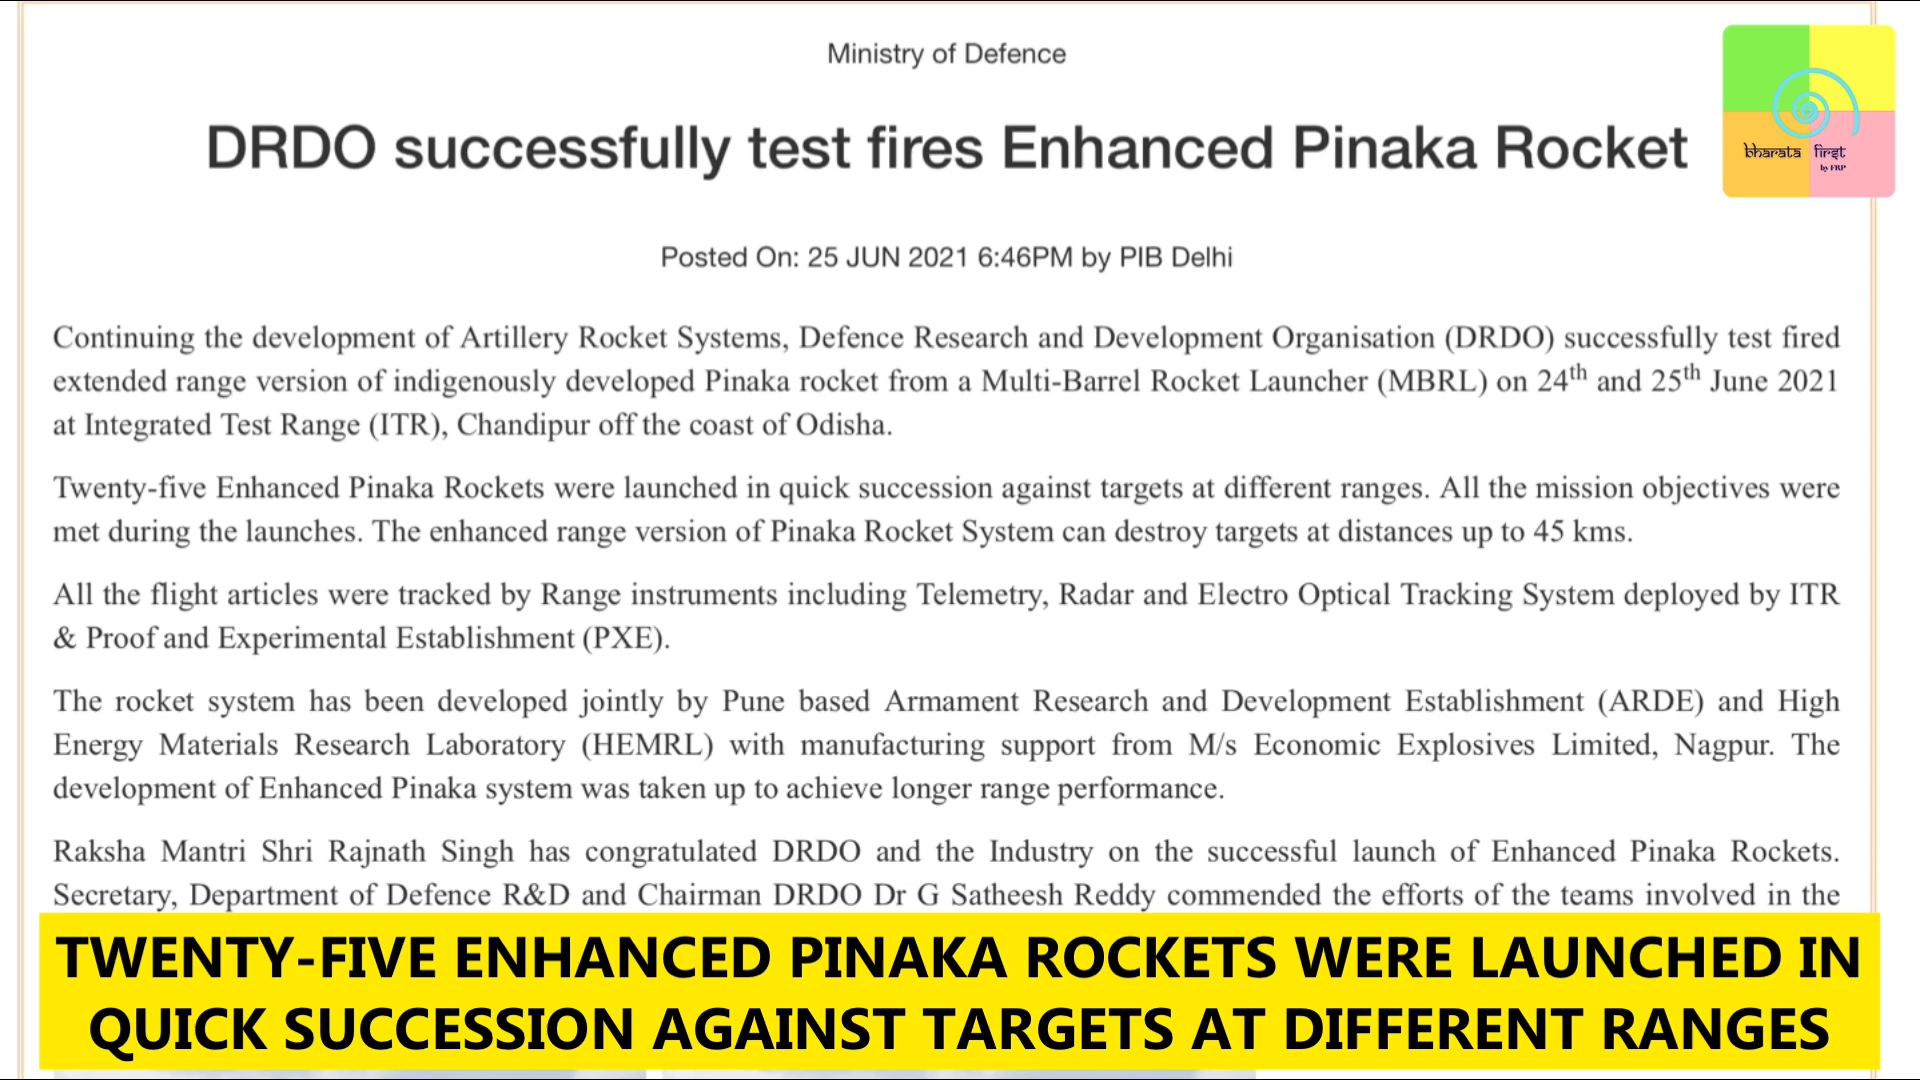 Ministry of Defence
DRDO successfully test fires Enhanced Pinaka Rocket
bharata first
by FRP
Posted On: 25 JUN 2021 6:46PM by PIB Delhi
Continuing the development of Artillery Rocket Systems, Defence Research and Development Organisation (DRDO) successfully test fired
extended range version of indigenously developed Pinaka rocket from a Multi-Barrel Rocket Launcher (MBRL) on 24th and 25th June 2021
at Integrated Test Range (ITR), Chandipur off the coast of Odisha.
Twenty-five Enhanced Pinaka Rockets were launched in quick succession against targets at different ranges. All the mission objectives were
met during the launches. The enhanced range version of Pinaka Rocket System can destroy targets at distances up to 45 kms.
All the flight articles were tracked by Range instruments including Telemetry, Radar and Electro Optical Tracking System deployed by ITR
& Proof and Experimental Establishment (PXE).
The rocket system has been developed jointly by Pune based Armament Research and Development Establishment (ARDE) and High
Energy Materials Research Laboratory (HEMRL) with manufacturing support from M/s Economic Explosives Limited, Nagpur. The
development of Enhanced Pinaka system was taken up to achieve longer range performance.
Raksha Mantri Shri Rajnath Singh has congratulated DRDO and the Industry on the successful launch of Enhanced Pinaka Rockets.
Secretary, Department of Defence R&D and Chairman DRDO Dr G Satheesh Reddy commended the efforts of the teams involved in the
TWENTY-FIVE ENHANCED PINAKA ROCKETS WERE LAUNCHED IN
QUICK SUCCESSION AGAINST TARGETS AT DIFFERENT RANGES